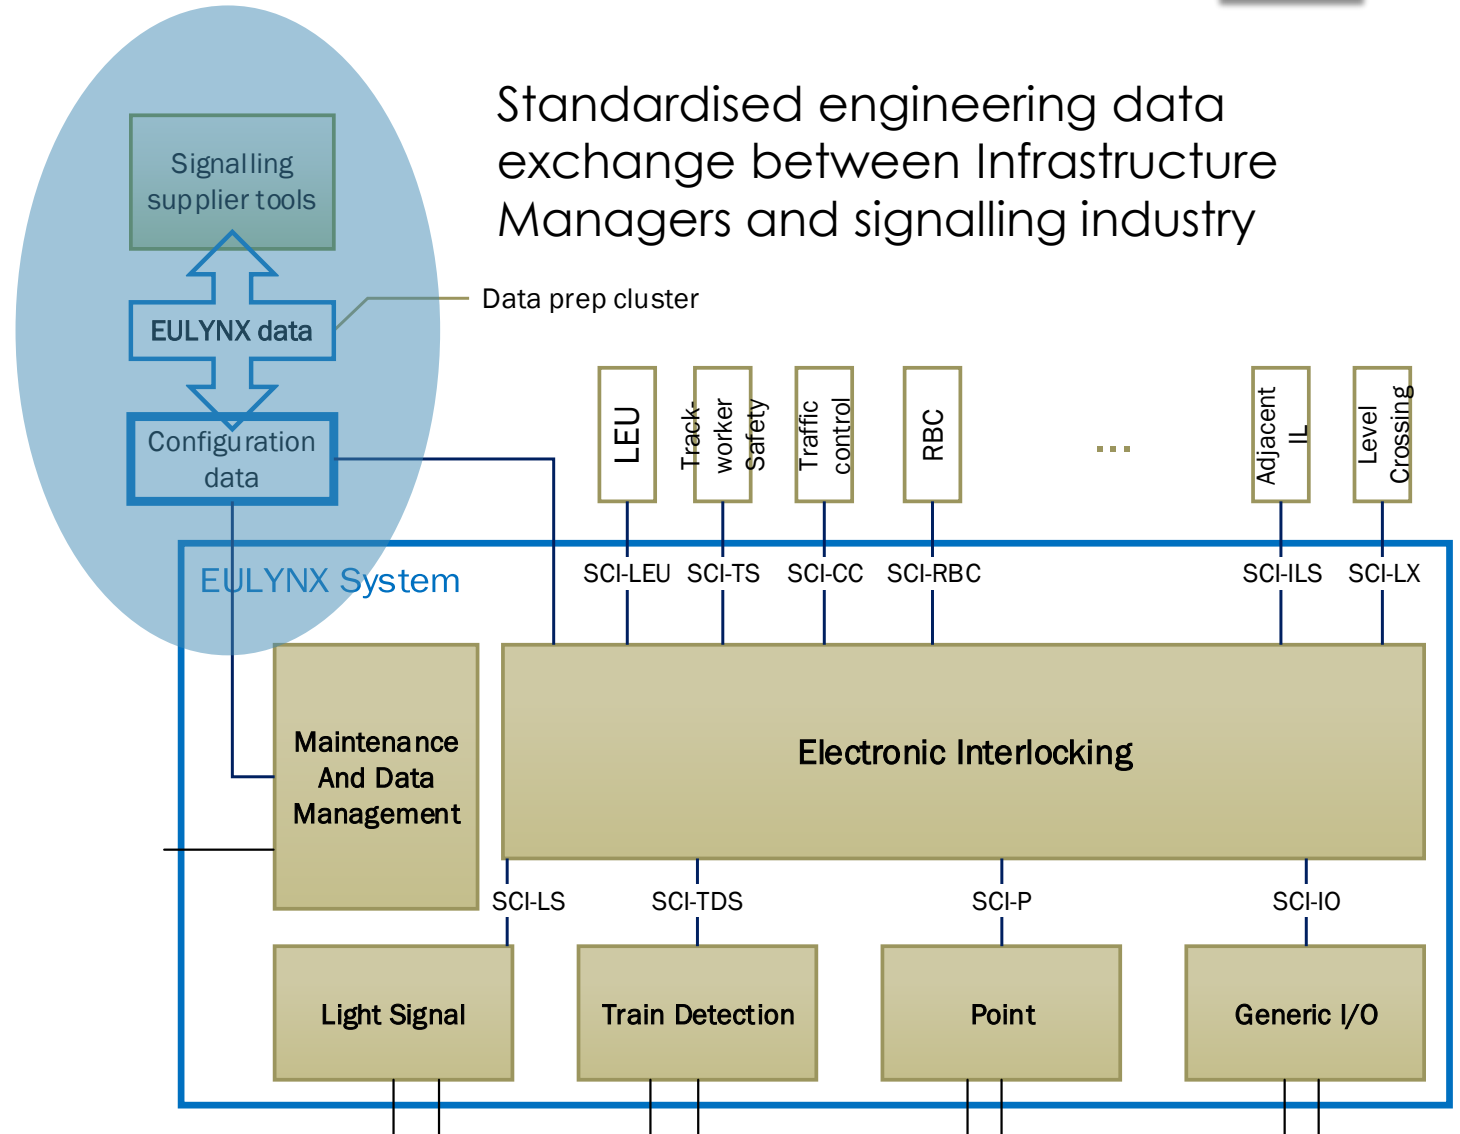 Standardised engineering data
exchange between Infrastructure
Managers and signalling industry
Signalling
supplier tools
EULYNX data
Data prep cluster
Configuration
data
LEU
Track-
worker
Safety
Traffic
control
RBC
...
Adjacent
IL
Level
Crossing
EULYNX System
SCI-LEU
SCI-TS
SCI-CC
SCI-RBC
SCI-ILS
SCI-LX
Maintenance
And Data
Management
Electronic Interlocking
SCI-LS
SCI-TDS
SCI-P
SCI-IO
Light Signal
Train Detection
Point
Generic I/O